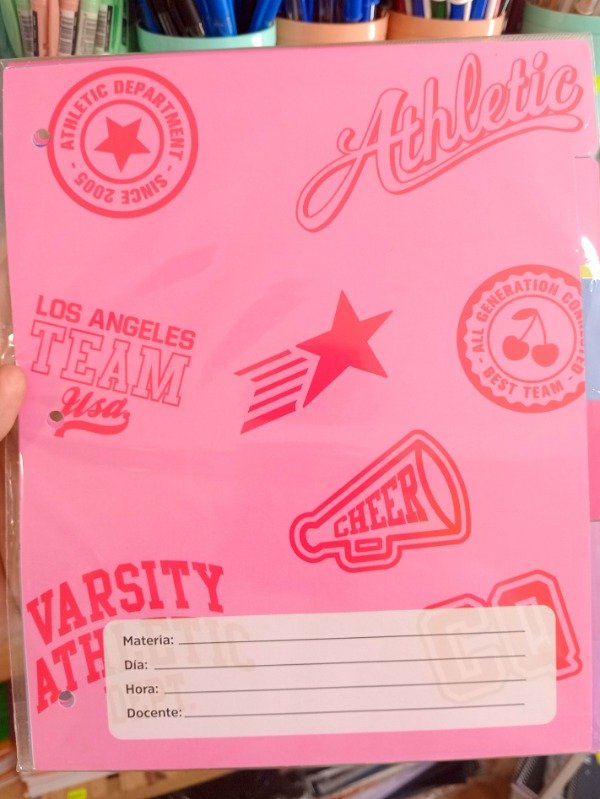 ATHLETIC DEPARTMENT - SINCE 2005 -
Athletic
LOS ANGELES
TEAM
Usa.
- ALL GENERATION
BEST TEAM -
CHEER
VARSITY
Materia:
Día:
Hora:
Docente: